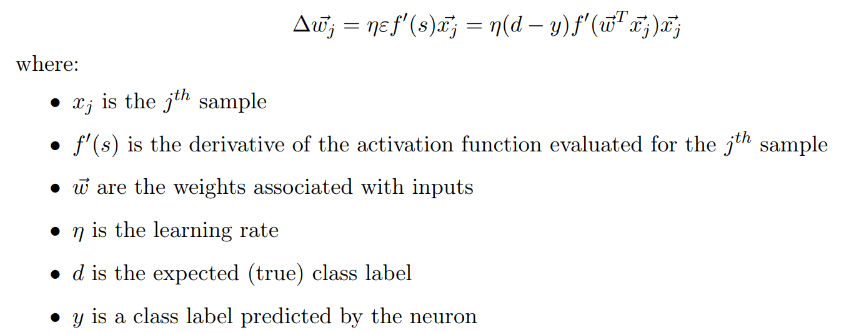 $\Delta \vec{w_j} = \eta \varepsilon f'(s) \vec{x_j} = \eta (d - y) f'(\vec{w}^T \vec{x_j}) \vec{x_j}$
where:
• $x_j$ is the $j^{th}$ sample
• $f'(s)$ is the derivative of the activation function evaluated for the $j^{th}$ sample
• $\vec{w}$ are the weights associated with inputs
• $\eta$ is the learning rate
• $d$ is the expected (true) class label
• $y$ is a class label predicted by the neuron